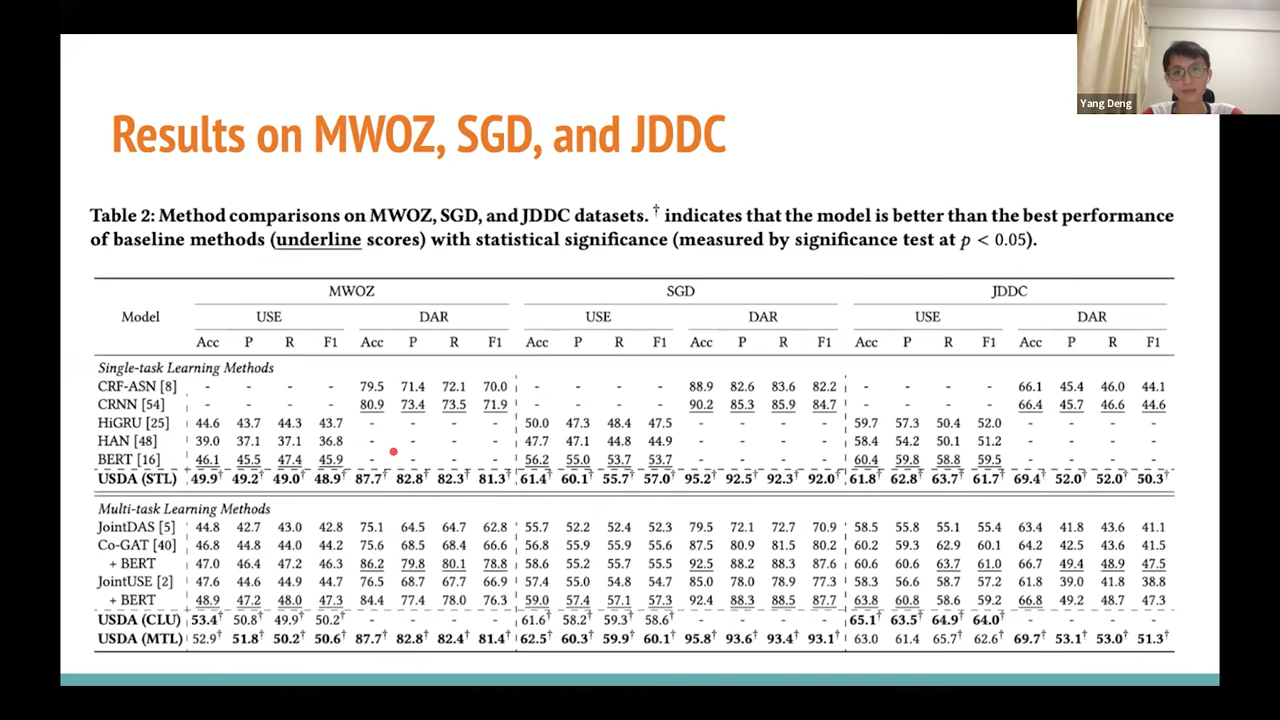 Yang Deng
Results on MWOZ, SGD, and JDDC
Table 2: Method comparisons on MWOZ, SGD, and JDDC datasets. † indicates that the model is better than the best performance
of baseline methods (underline scores) with statistical significance (measured by significance test at p < 0.05).
MWOZ SGD JDDC
Model USE DAR USE DAR USE DAR
Acc P R F1 Acc P R F1 Acc P R F1 Acc P R F1 Acc P R F1 Acc P R F1
Single-task Learning Methods
CRF-ASN [8] - - - - 79.5 71.4 72.1 70.0 - - - - 88.9 82.6 83.6 82.2 - - - - 66.1 45.4 46.0 44.1
CRNN [54] - - - - 80.9 73.4 73.5 71.9 - - - - 90.2 85.3 85.9 84.7 - - - - 66.4 45.7 46.6 44.6
HiGRU [25] 44.6 43.7 44.3 43.7 - - - - 50.0 47.3 48.4 47.5 - - - - 59.7 57.3 50.4 52.0 - - - -
HAN [48] 39.0 37.1 37.1 36.8 - - - - 47.7 47.1 44.8 44.9 - - - - 58.4 54.2 50.1 51.2 - - - -
BERT [16] 46.1 45.5 47.4 45.9 - - - - 56.2 55.0 53.7 53.7 - - - - 60.4 59.8 58.8 59.5 - - - -
USDA (STL) 49.9† 49.2† 49.0† 48.9† 87.7† 82.8† 82.3† 81.3† 61.4† 60.1† 55.7† 57.0† 95.2† 92.5† 92.3† 92.0† 61.8† 62.8† 63.7† 61.7† 69.4† 52.0† 52.0† 50.3†
Multi-task Learning Methods
JointDAS [5] 44.8 42.7 43.0 42.8 75.1 64.5 64.7 62.8 55.7 52.2 52.4 52.3 79.5 72.1 72.7 70.9 58.5 55.8 55.1 55.4 63.4 41.8 43.6 41.1
Co-GAT [40] 46.8 44.8 44.0 44.2 75.6 68.5 68.4 66.6 56.8 55.9 55.9 55.6 87.5 80.9 81.5 80.2 60.2 59.3 62.9 60.1 64.2 42.5 43.6 41.5
+ BERT 47.0 46.4 47.2 46.3 86.2 79.8 80.1 78.8 58.6 55.2 55.7 55.5 92.5 88.2 88.3 87.6 60.6 60.6 63.7 61.0 66.7 49.4 48.9 47.5
JointUSE [2] 47.6 44.6 44.9 44.7 76.5 68.7 67.7 66.9 57.4 55.0 54.8 54.7 85.0 78.0 78.9 77.3 58.3 56.6 58.7 57.2 61.8 39.0 41.8 38.8
+ BERT 48.9 47.2 48.0 47.3 84.4 77.4 78.0 76.3 59.0 57.4 57.1 57.3 92.4 88.3 88.5 87.7 63.8 60.8 58.6 59.2 66.8 49.2 48.7 47.3
USDA (CLU) 53.4† 50.8† 49.9† 50.2† - - - - 61.6† 58.2† 59.3† 58.6† - - - - 65.1† 63.5† 64.9† 64.0† - - - -
USDA (MTL) 52.9† 51.8† 50.2† 50.6† 87.7† 82.8† 82.4† 81.4† 62.5† 60.3† 59.9† 60.1† 95.8† 93.6† 93.4† 93.1† 63.0 61.4 65.7† 62.6† 69.7† 53.1† 53.0† 51.3†